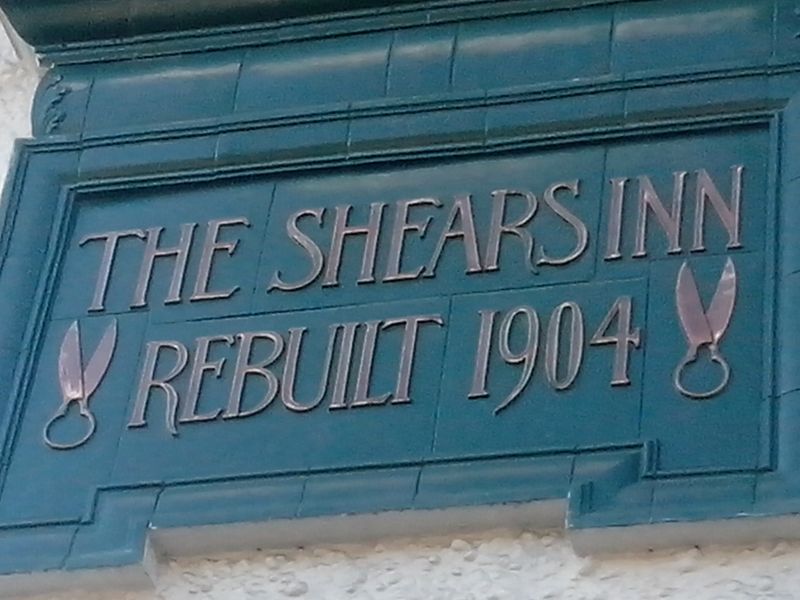 THE SHEARS INN
REBUILT 1904